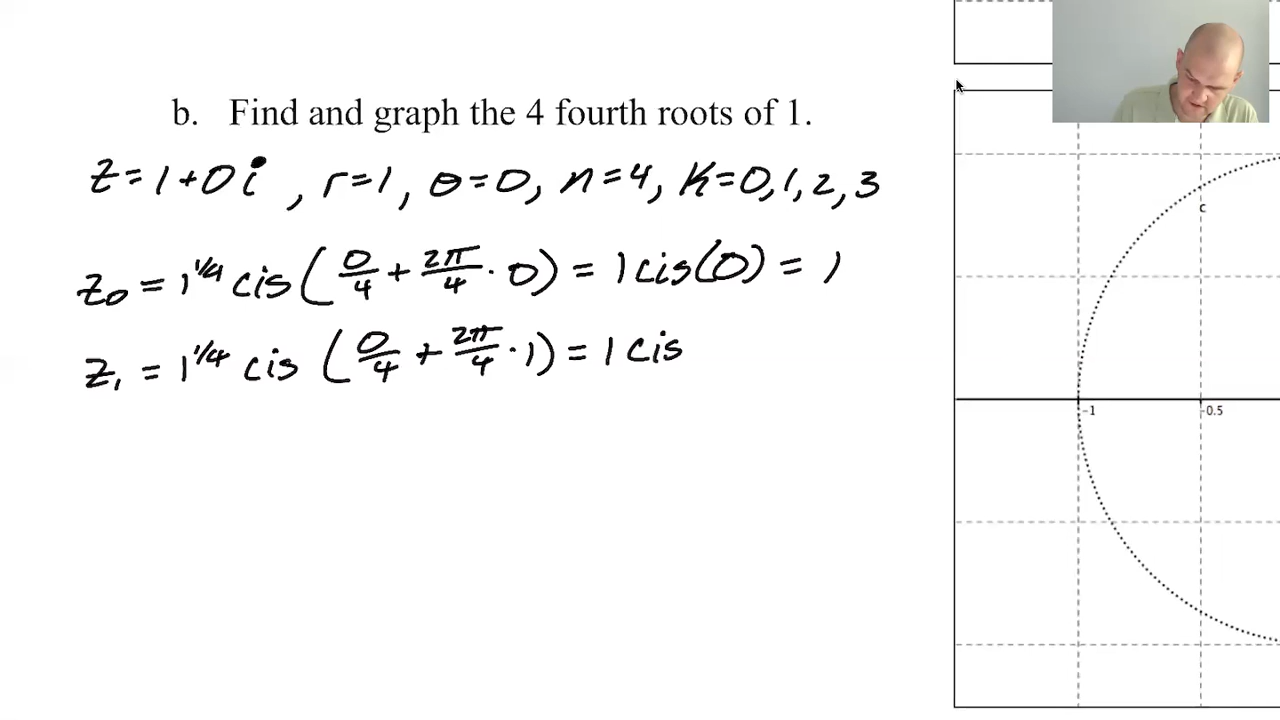 b. Find and graph the 4 fourth roots of 1.
z=1+0i, r=1, θ=0, n=4, K=0,1,2,3
z₀ = 1^1/4 cis(0/4 + 2π/4 · 0) = 1cis(0) = 1
z₁ = 1^1/4 cis(0/4 + 2π/4 · 1) = 1 cis
c
-1
-0.5